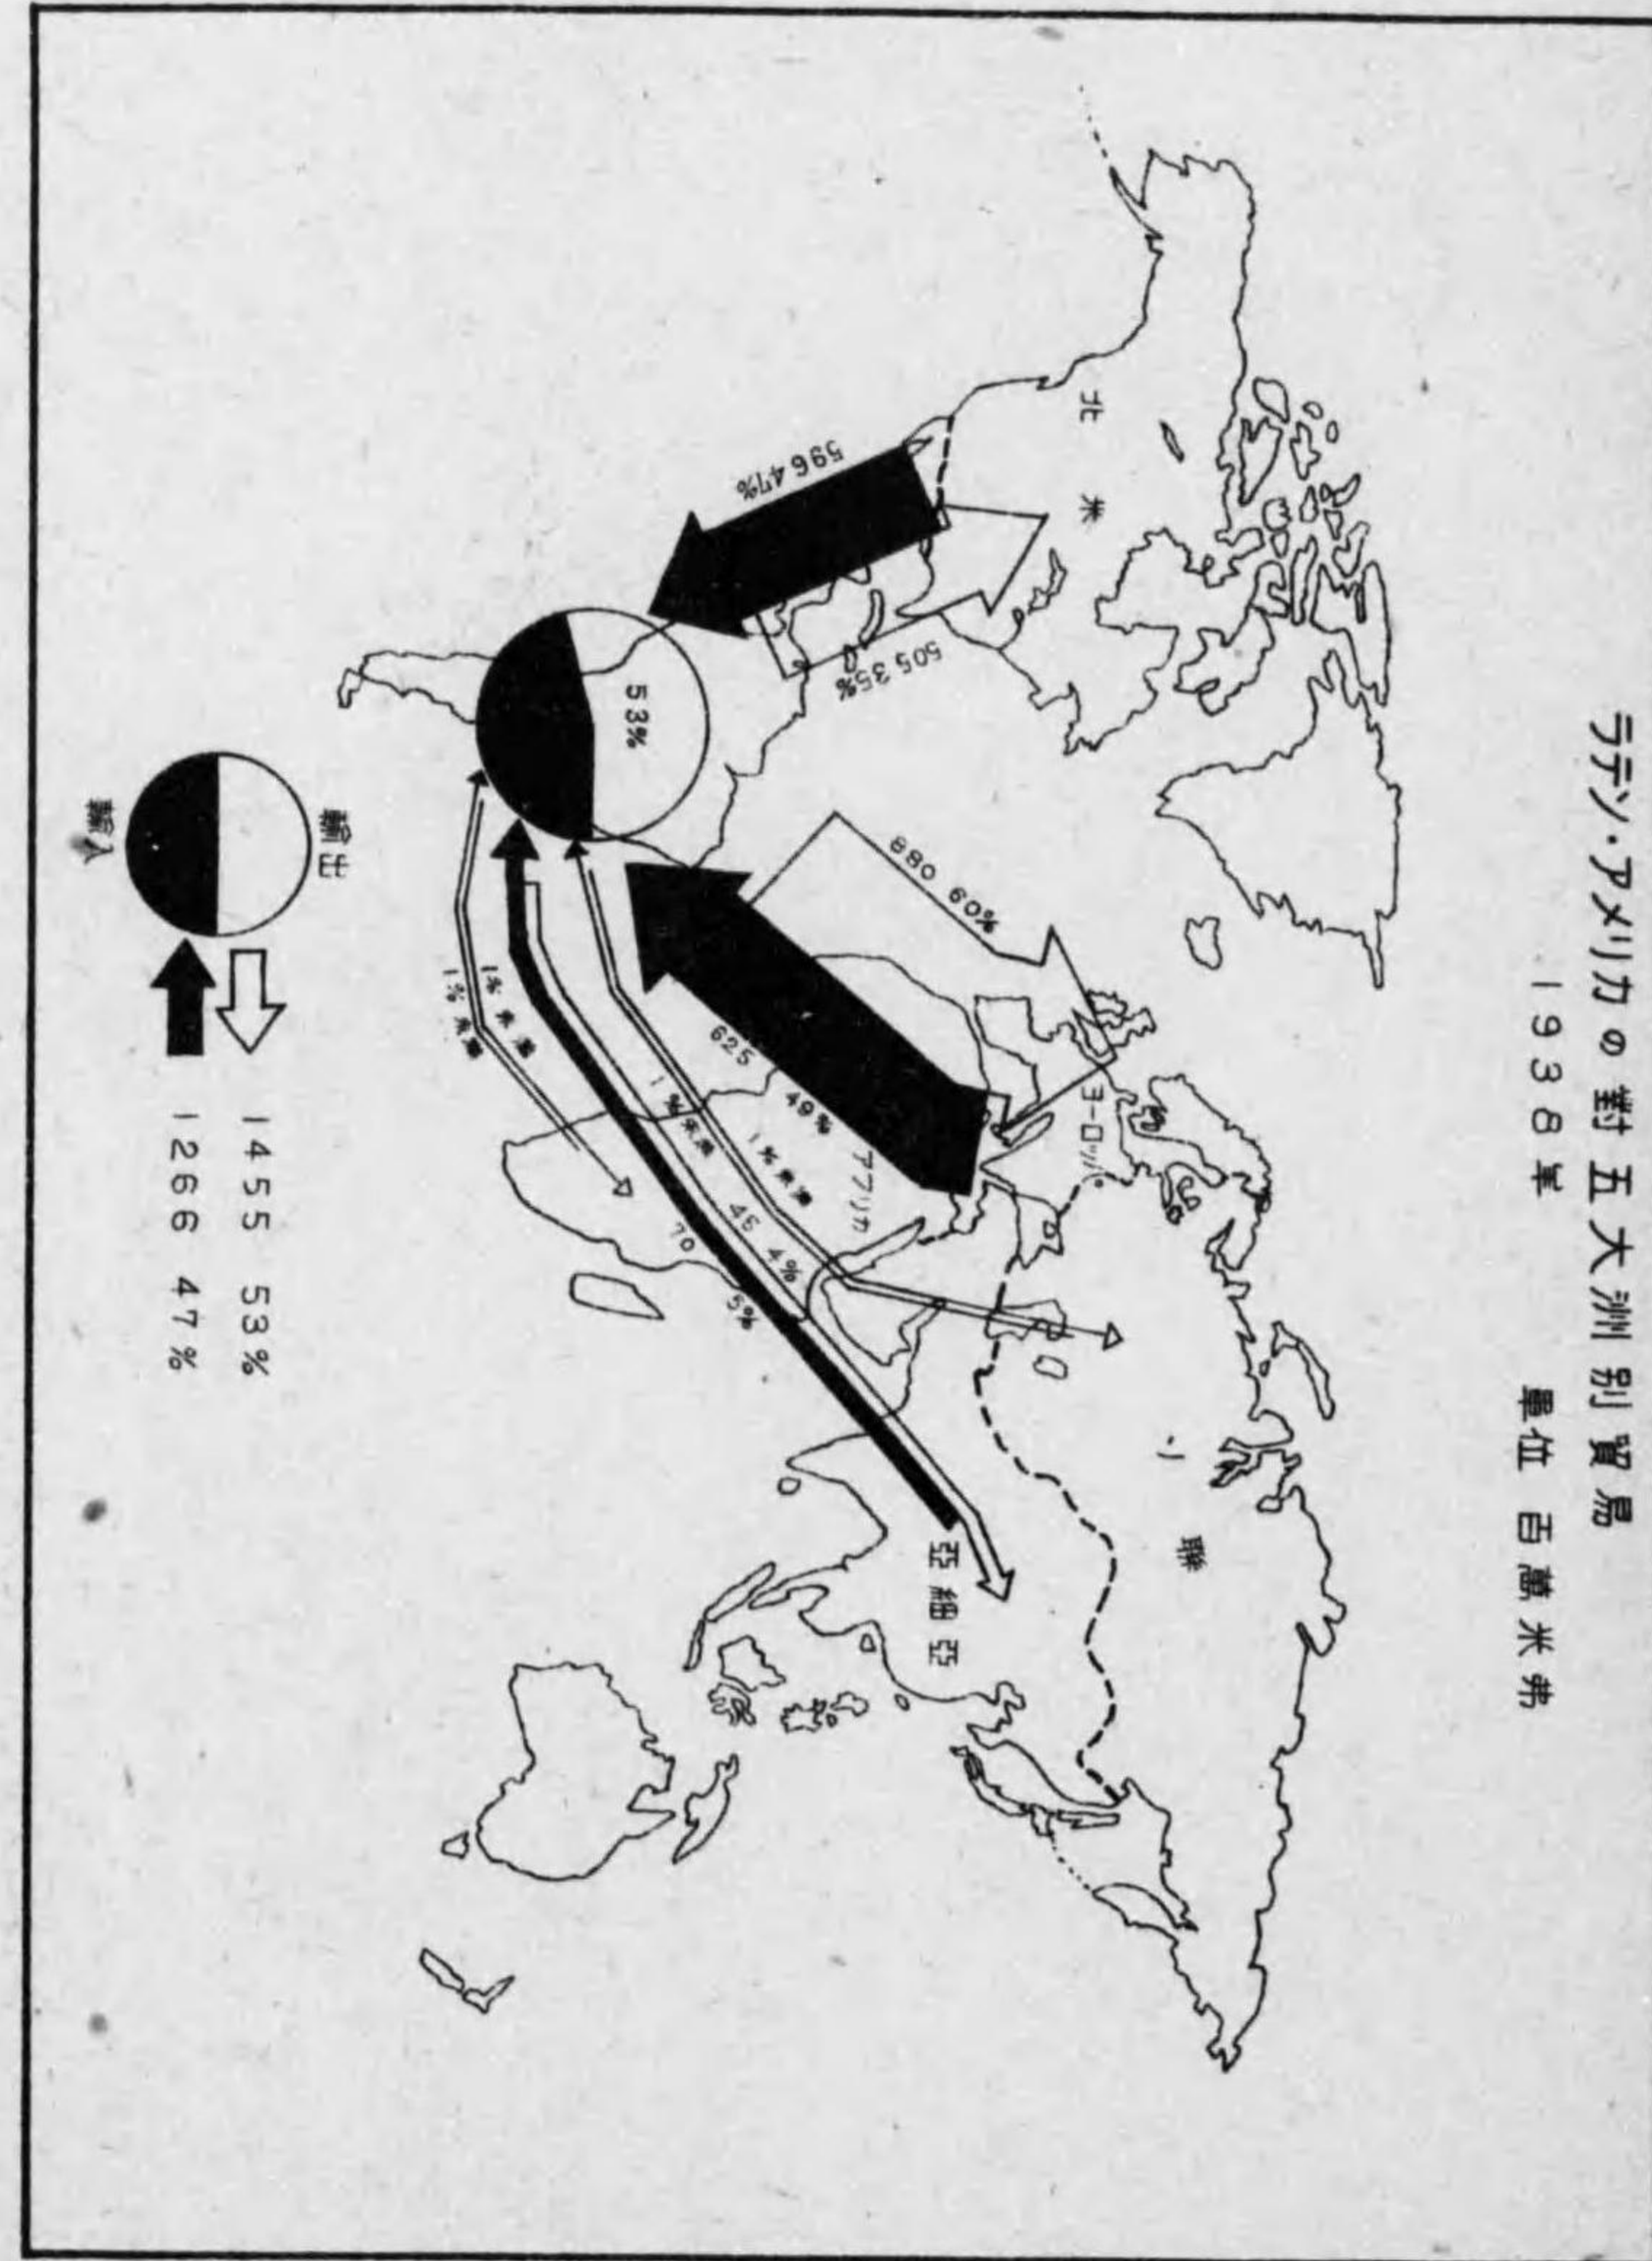 ラテン・アメリカの對五大洲別貿易
1938年
單位 百萬米弗
北米
ソ聯
ヨーロッパ
アフリカ
亞細亞
596 47%
505 35%
53%
880 60%
625 49%
1%未満
1%未満
45 4%
70 5%
1%未満
1%未満
輸出
輸入
1455 53%
1266 47%